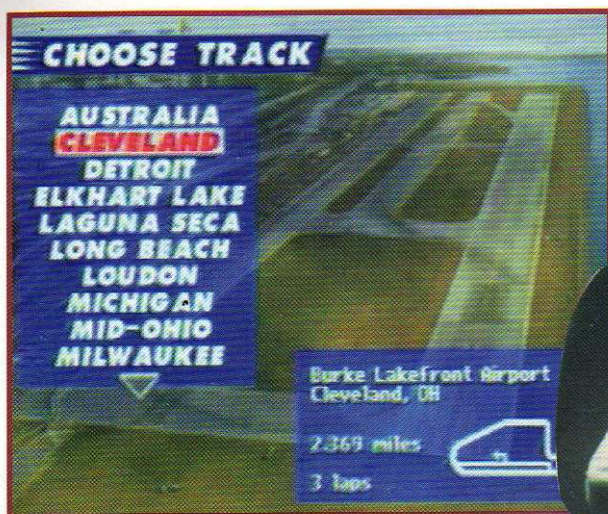 CHOOSE TRACK
AUSTRALIA
CLEVELAND
DETROIT
ELKHART LAKE
LAGUNA SECA
LONG BEACH
LOUDON
MICHIGAN
MID-OHIO
MILWAUKEE
Burke Lakefront Airport
Cleveland, OH
2.369 miles
3 laps